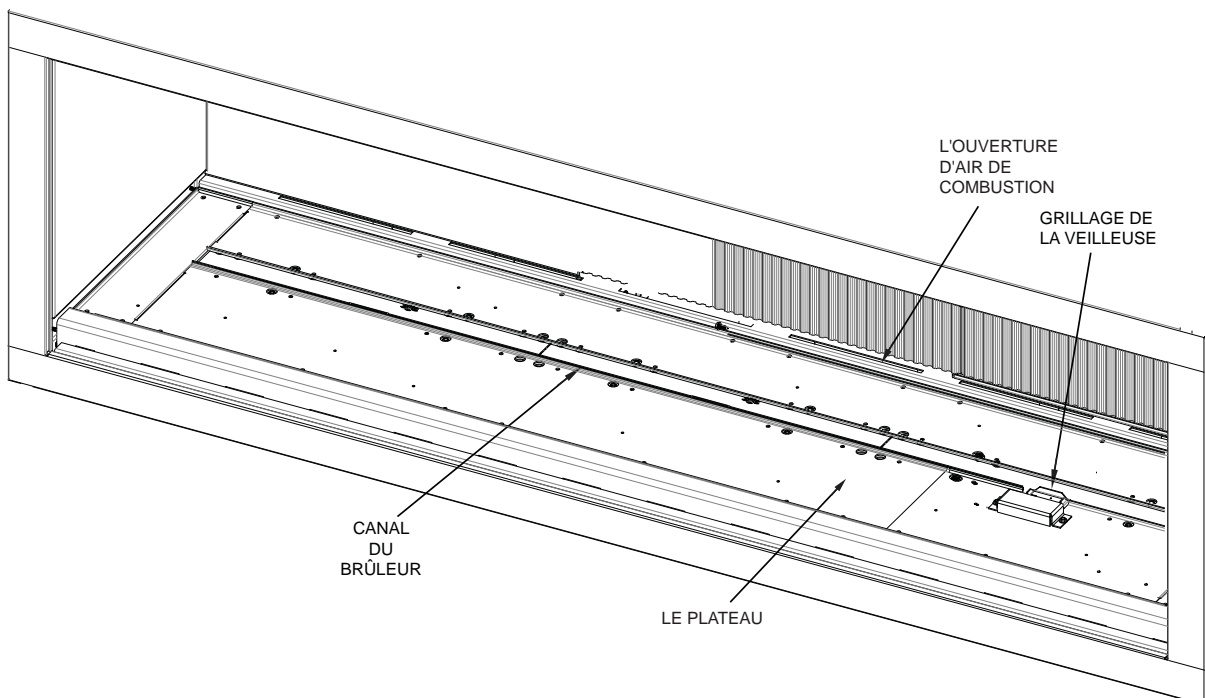 L'OUVERTURE
D'AIR DE
COMBUSTION
GRILLAGE DE
LA VEILLEUSE
CANAL
DU
BRÛLEUR
LE PLATEAU